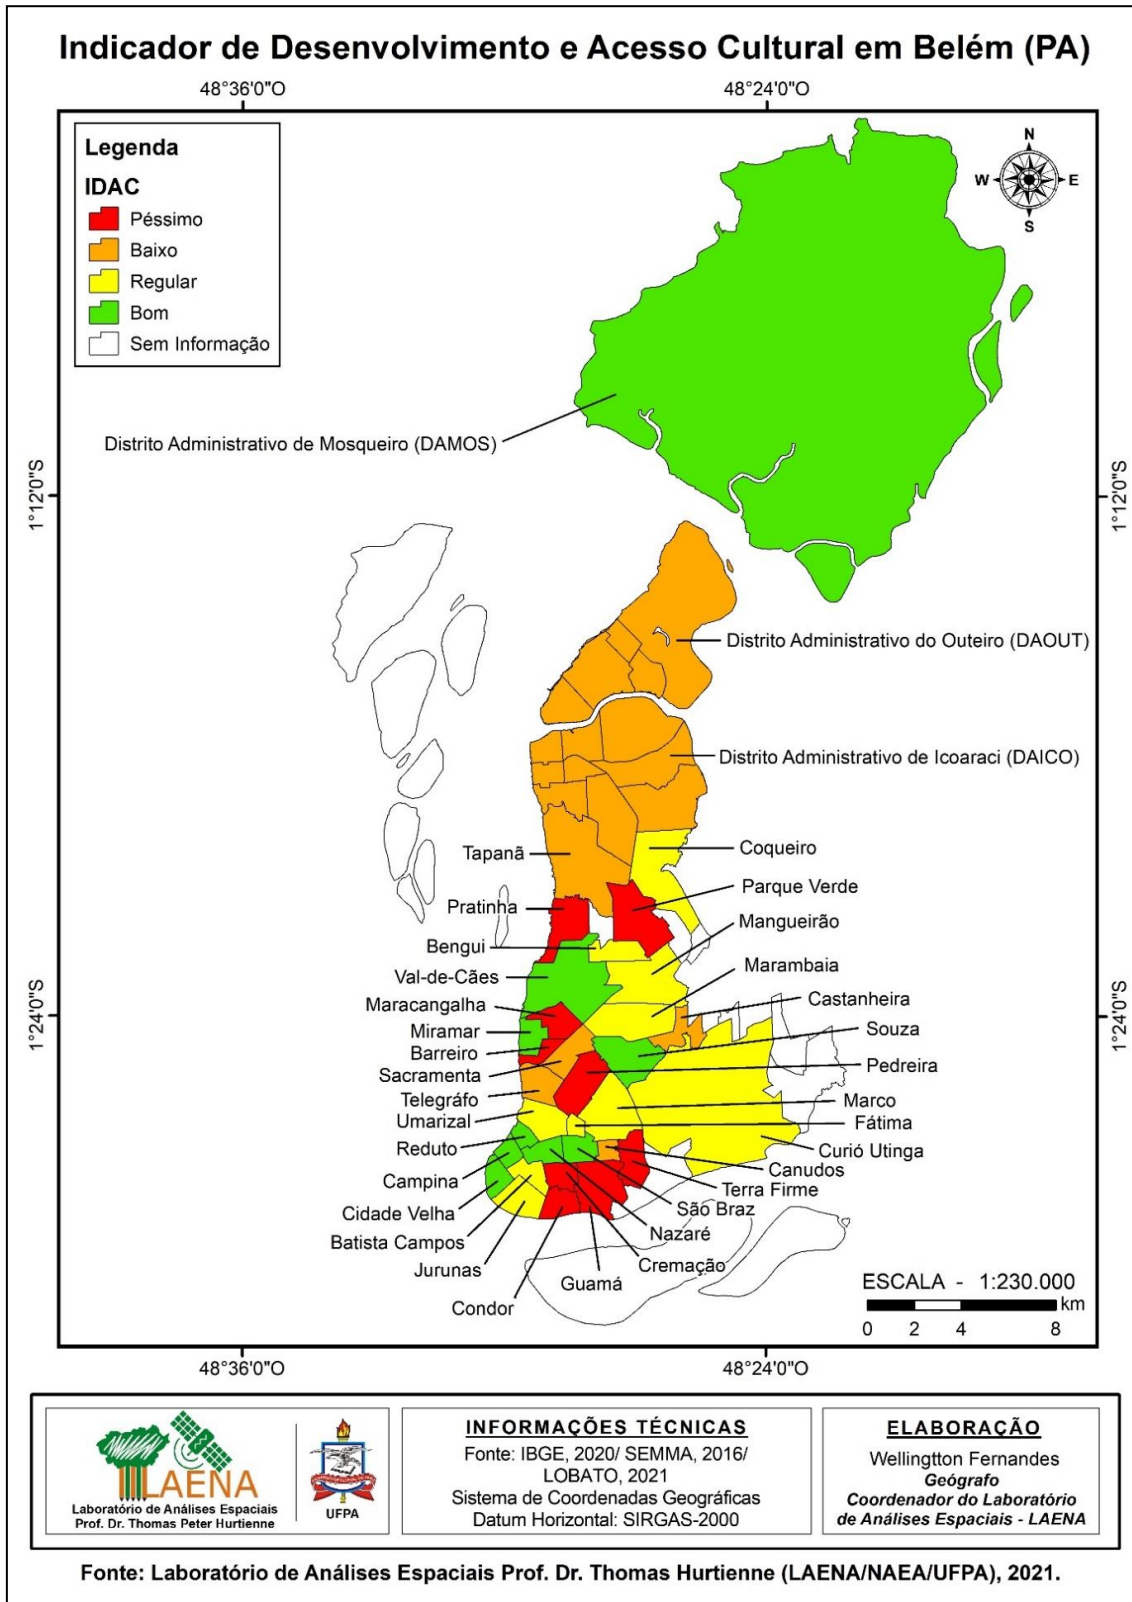 Indicador de Desenvolvimento e Acesso Cultural em Belém (PA)
48°36'0"O
48°24'0"O
Legenda
IDAC
Péssimo
Baixo
Regular
Bom
Sem Informação
N
W
E
S
Distrito Administrativo de Mosqueiro (DAMOS)
1°12'0"S
1°12'0"S
Distrito Administrativo do Outeiro (DAOUT)
Distrito Administrativo de Icoaraci (DAICO)
Tapanã
Coqueiro
Parque Verde
Pratinha
Mangueirão
Bengui
Marambaia
Val-de-Cães
Castanheira
Maracangalha
1°24'0"S
1°24'0"S
Miramar
Souza
Barreiro
Pedreira
Sacramenta
Telegráfo
Marco
Umarizal
Fátima
Reduto
Curió Utinga
Canudos
Campina
Terra Firme
São Braz
Cidade Velha
Nazaré
Batista Campos
Cremação
Jurunas
Guamá
Condor
ESCALA - 1:230.000
km
0 2 4 8
48°36'0"O
48°24'0"O
LAENA
Laboratório de Análises Espaciais
Prof. Dr. Thomas Peter Hurtienne
UFPA
INFORMAÇÕES TÉCNICAS
Fonte: IBGE, 2020/ SEMMA, 2016/
LOBATO, 2021
Sistema de Coordenadas Geográficas
Datum Horizontal: SIRGAS-2000
ELABORAÇÃO
Wellingtton Fernandes
Geógrafo
Coordenador do Laboratório
de Análises Espaciais - LAENA
Fonte: Laboratório de Análises Espaciais Prof. Dr. Thomas Hurtienne (LAENA/NAEA/UFPA), 2021.